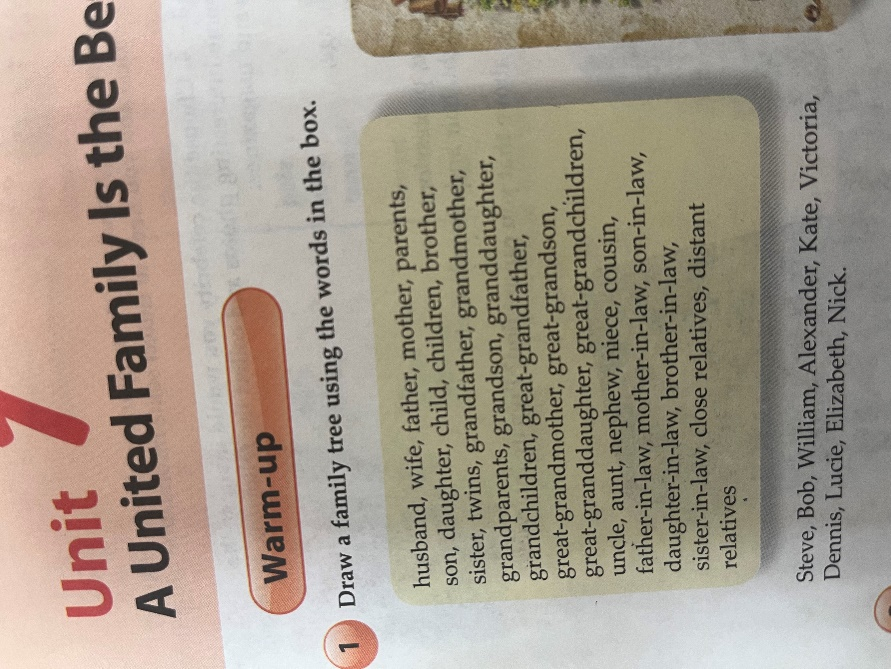 Unit
A United Family Is the Be
Warm-up
1 Draw a family tree using the words in the box.
husband, wife, father, mother, parents,
son, daughter, child, children, brother,
sister, twins, grandfather, grandmother,
grandparents, grandson, granddaughter,
grandchildren, great-grandfather,
great-grandmother, great-grandson,
great-granddaughter, great-grandchildren,
uncle, aunt, nephew, niece, cousin,
father-in-law, mother-in-law, son-in-law,
daughter-in-law, brother-in-law,
sister-in-law, close relatives, distant
relatives
Steve, Bob, William, Alexander, Kate, Victoria,
Dennis, Lucie, Elizabeth, Nick.